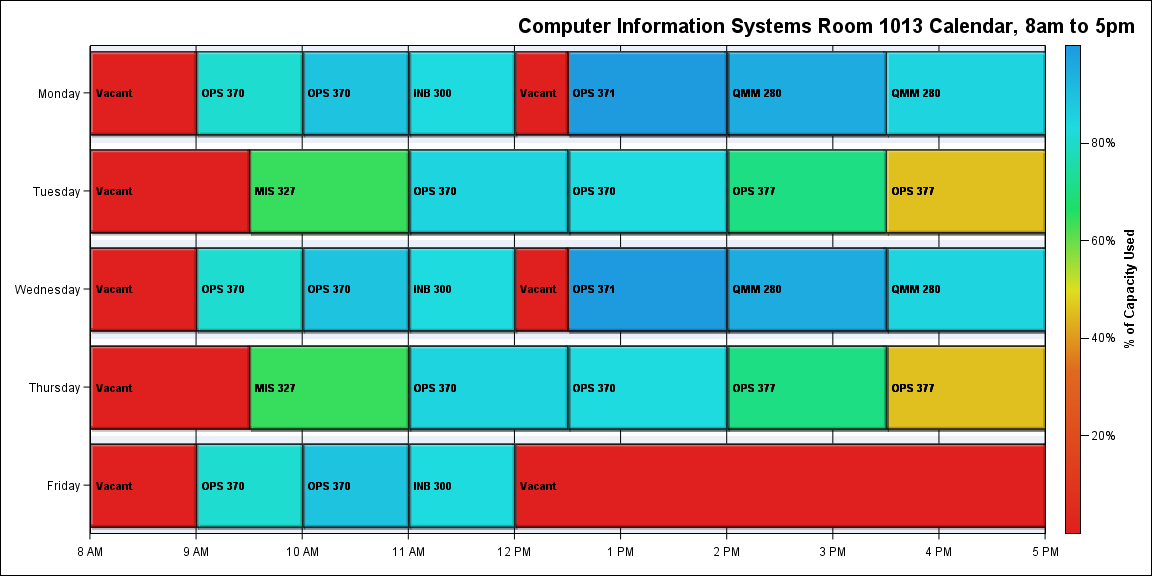 Computer Information Systems Room 1013 Calendar, 8am to 5pm
Monday
Vacant
OPS 370
OPS 370
INB 300
Vacant
OPS 371
QMM 280
QMM 280
Tuesday
Vacant
MIS 327
OPS 370
OPS 370
OPS 377
OPS 377
Wednesday
Vacant
OPS 370
OPS 370
INB 300
Vacant
OPS 371
QMM 280
QMM 280
Thursday
Vacant
MIS 327
OPS 370
OPS 370
OPS 377
OPS 377
Friday
Vacant
OPS 370
OPS 370
INB 300
Vacant
8 AM
9 AM
10 AM
11 AM
12 PM
1 PM
2 PM
3 PM
4 PM
5 PM
80%
60%
40%
20%
% of Capacity Used